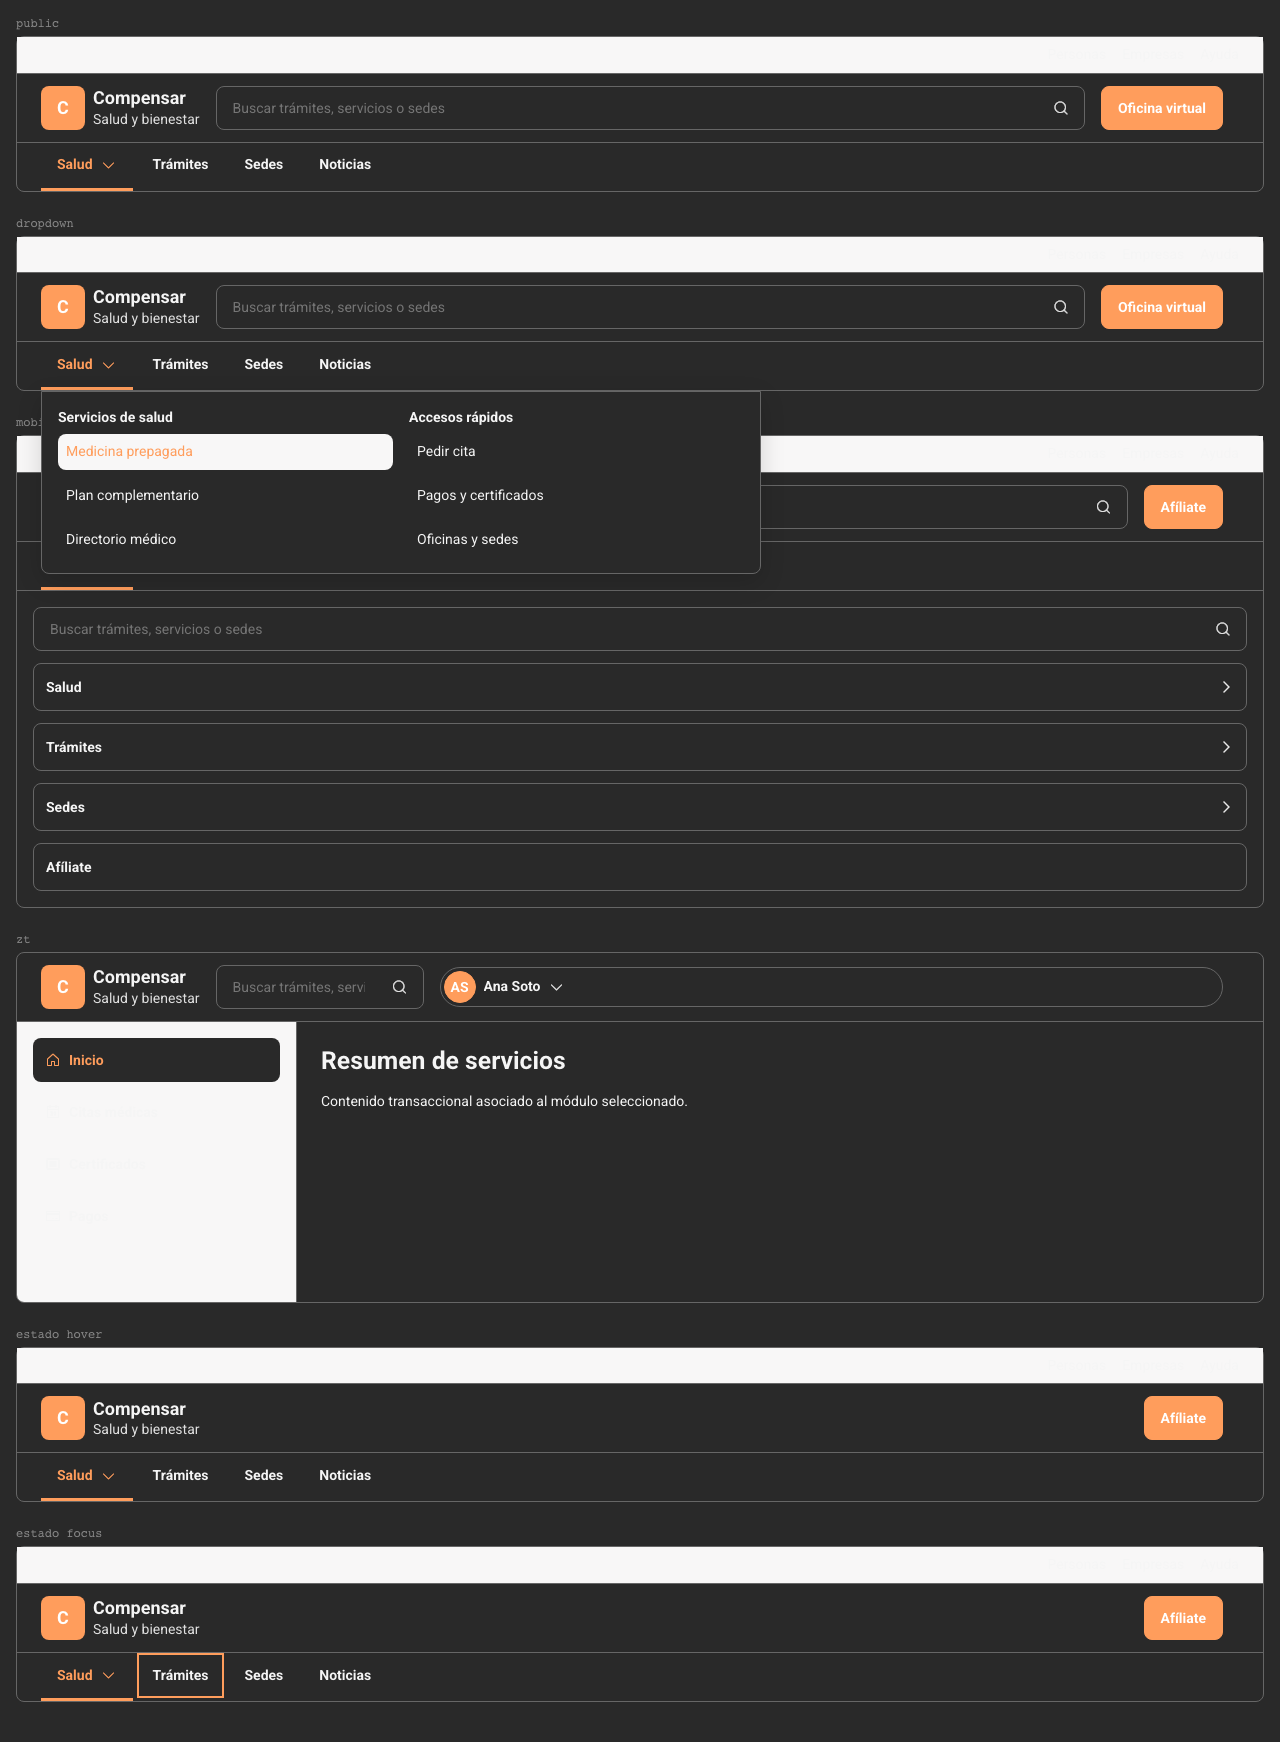 public
C
Compensar
Salud y bienestar
Buscar trámites, servicios o sedes
Oficina virtual
Salud
Trámites
Sedes
Noticias
dropdown
C
Compensar
Salud y bienestar
Buscar trámites, servicios o sedes
Oficina virtual
Salud
Trámites
Sedes
Noticias
Servicios de salud
Accesos rápidos
Medicina prepagada
Pedir cita
Plan complementario
Pagos y certificados
Directorio médico
Oficinas y sedes
Afíliate
Buscar trámites, servicios o sedes
Salud
Trámites
Sedes
Afíliate
zt
C
Compensar
Salud y bienestar
Buscar trámites, servi
AS
Ana Soto
Inicio
Resumen de servicios
Contenido transaccional asociado al módulo seleccionado.
estado hover
C
Compensar
Salud y bienestar
Afíliate
Salud
Trámites
Sedes
Noticias
estado focus
C
Compensar
Salud y bienestar
Afíliate
Salud
Trámites
Sedes
Noticias